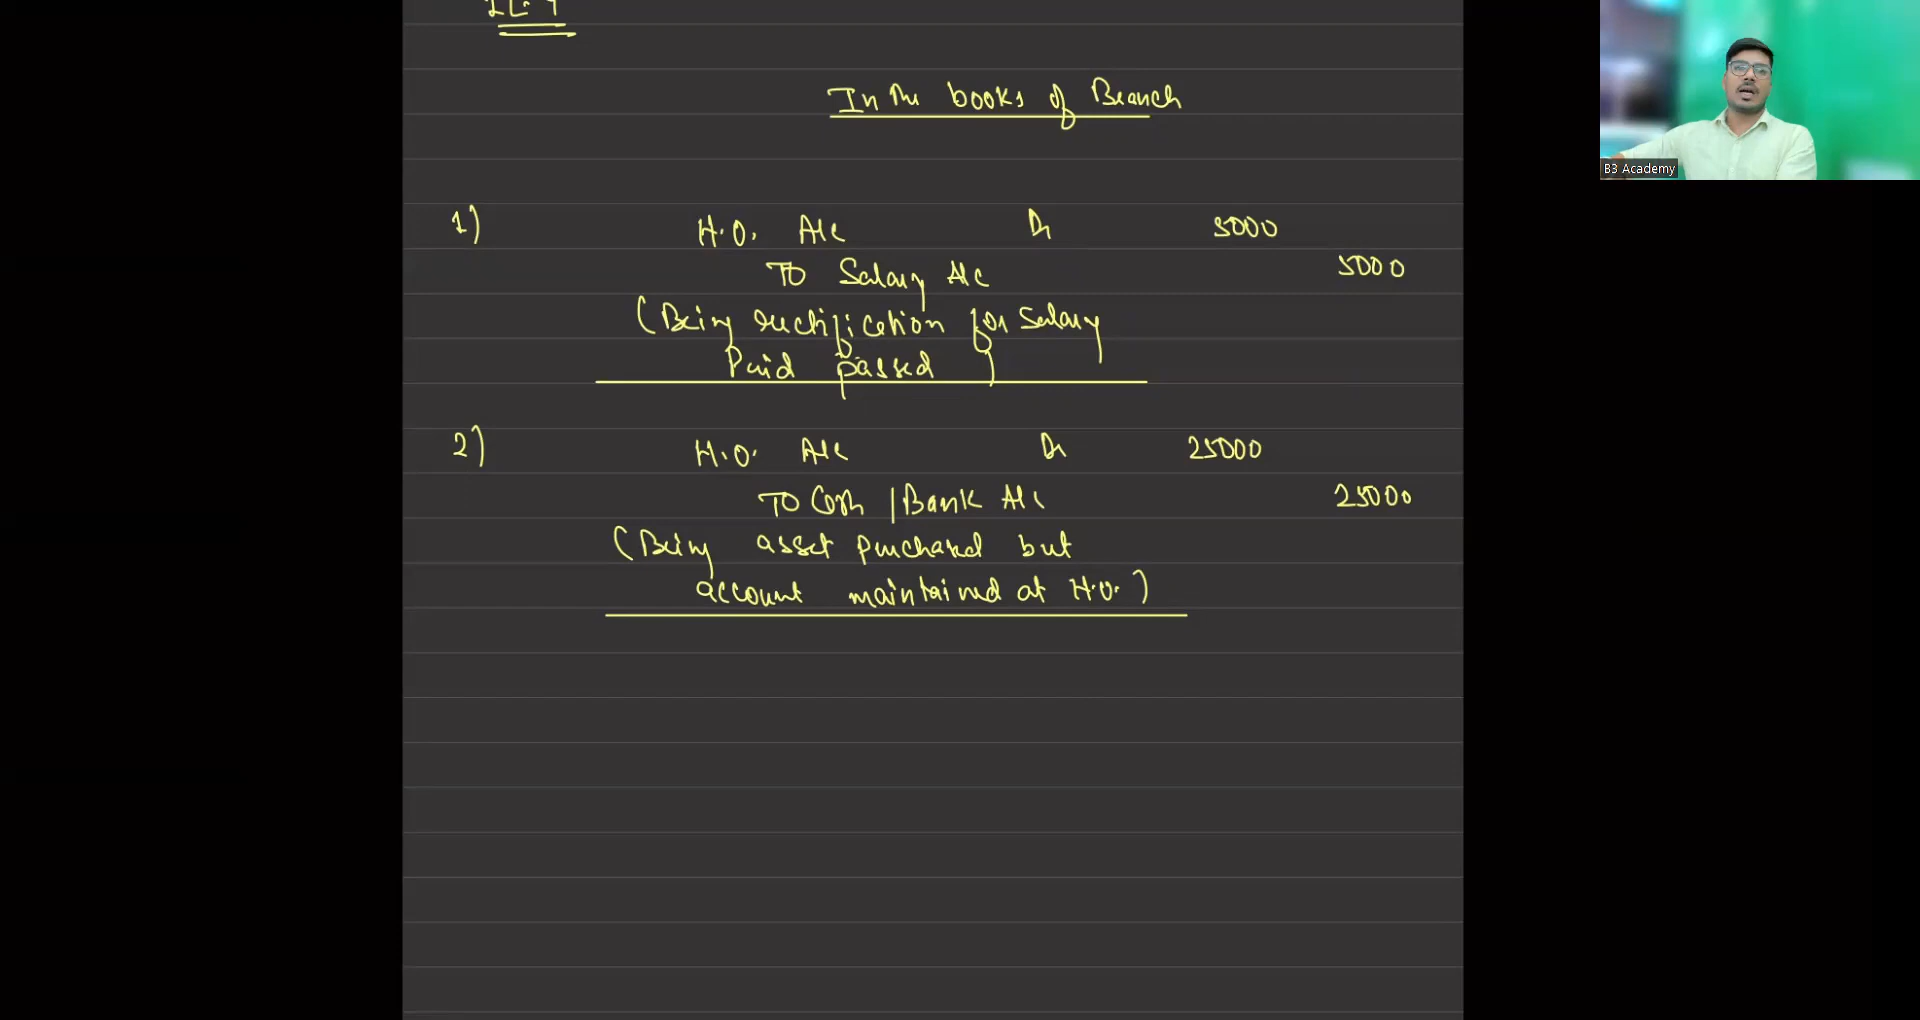 In the books of Branch
B3 Academy
1) H.O. A/c Dr 5000
To Salary A/c 5000
(Being rectification for salary
Paid passed)
2) H.O. A/c Dr 25000
To Cash / Bank A/c 25000
(Being asset purchased but
account maintained at H.O.)